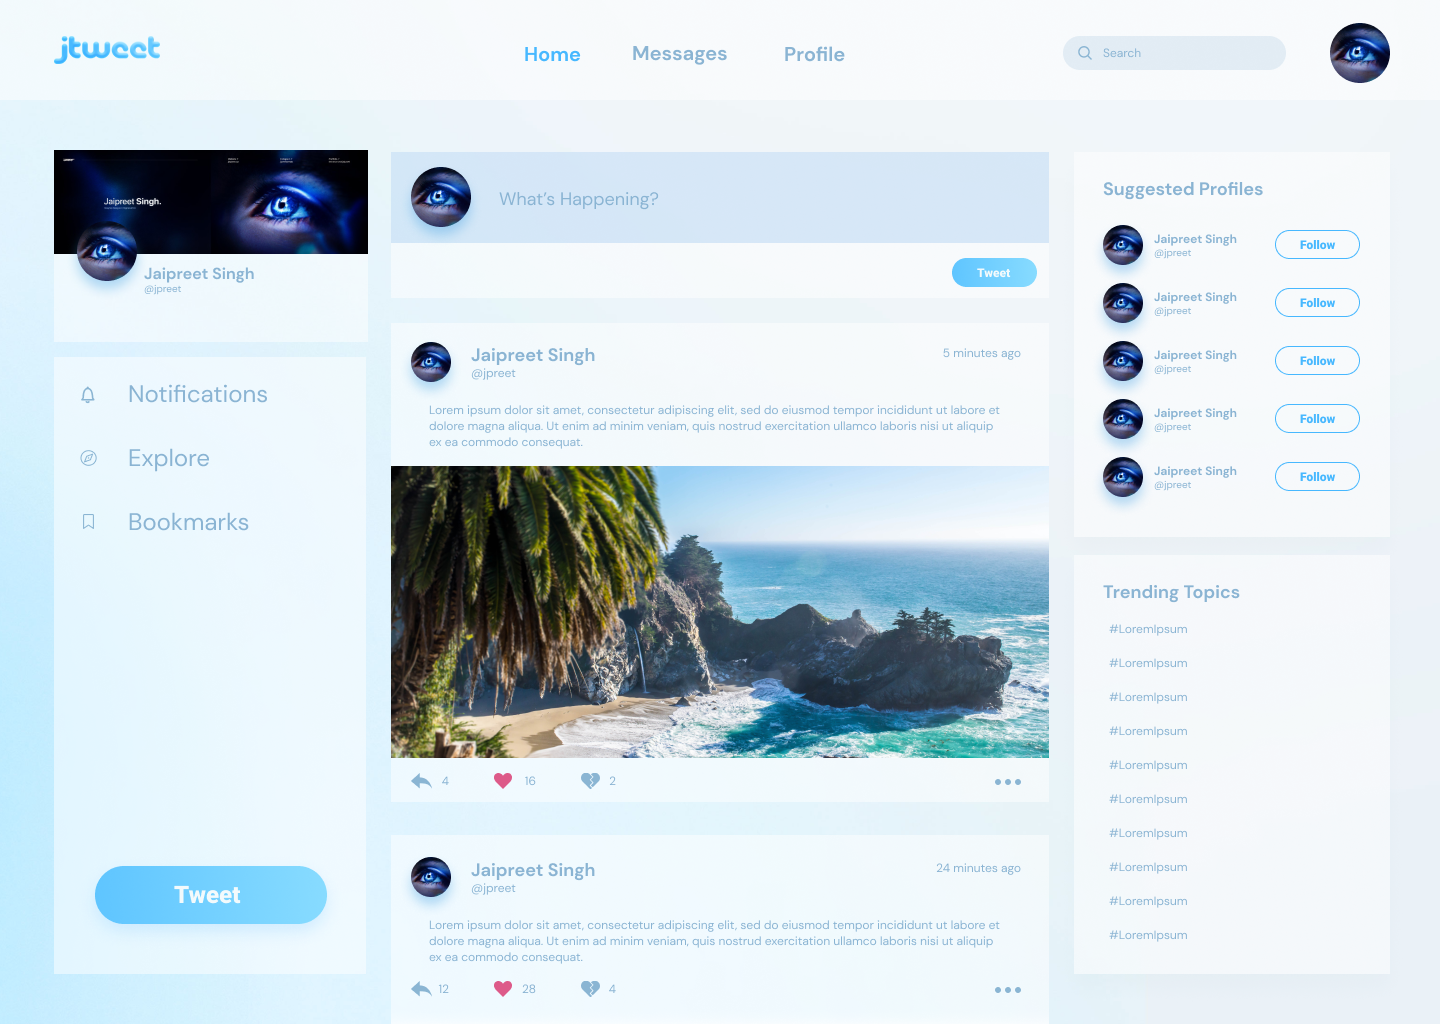 jtweet
Home
Messages
Profile
Search
Jaipreet Singh.
Jaipreet Singh
@jpreet
Notifications
Explore
Bookmarks
Tweet
What's Happening?
Tweet
Jaipreet Singh
@jpreet
5 minutes ago
Lorem ipsum dolor sit amet, consectetur adipiscing elit, sed do eiusmod tempor incididunt ut labore et
dolore magna aliqua. Ut enim ad minim veniam, quis nostrud exercitation ullamco laboris nisi ut aliquip
ex ea commodo consequat.
4
16
2
Jaipreet Singh
@jpreet
24 minutes ago
Lorem ipsum dolor sit amet, consectetur adipiscing elit, sed do eiusmod tempor incididunt ut labore et
dolore magna aliqua. Ut enim ad minim veniam, quis nostrud exercitation ullamco laboris nisi ut aliquip
ex ea commodo consequat.
12
28
4
Suggested Profiles
Jaipreet Singh
@jpreet
Follow
Jaipreet Singh
@jpreet
Follow
Jaipreet Singh
@jpreet
Follow
Jaipreet Singh
@jpreet
Follow
Jaipreet Singh
@jpreet
Follow
Trending Topics
#LoremIpsum
#LoremIpsum
#LoremIpsum
#LoremIpsum
#LoremIpsum
#LoremIpsum
#LoremIpsum
#LoremIpsum
#LoremIpsum
#LoremIpsum